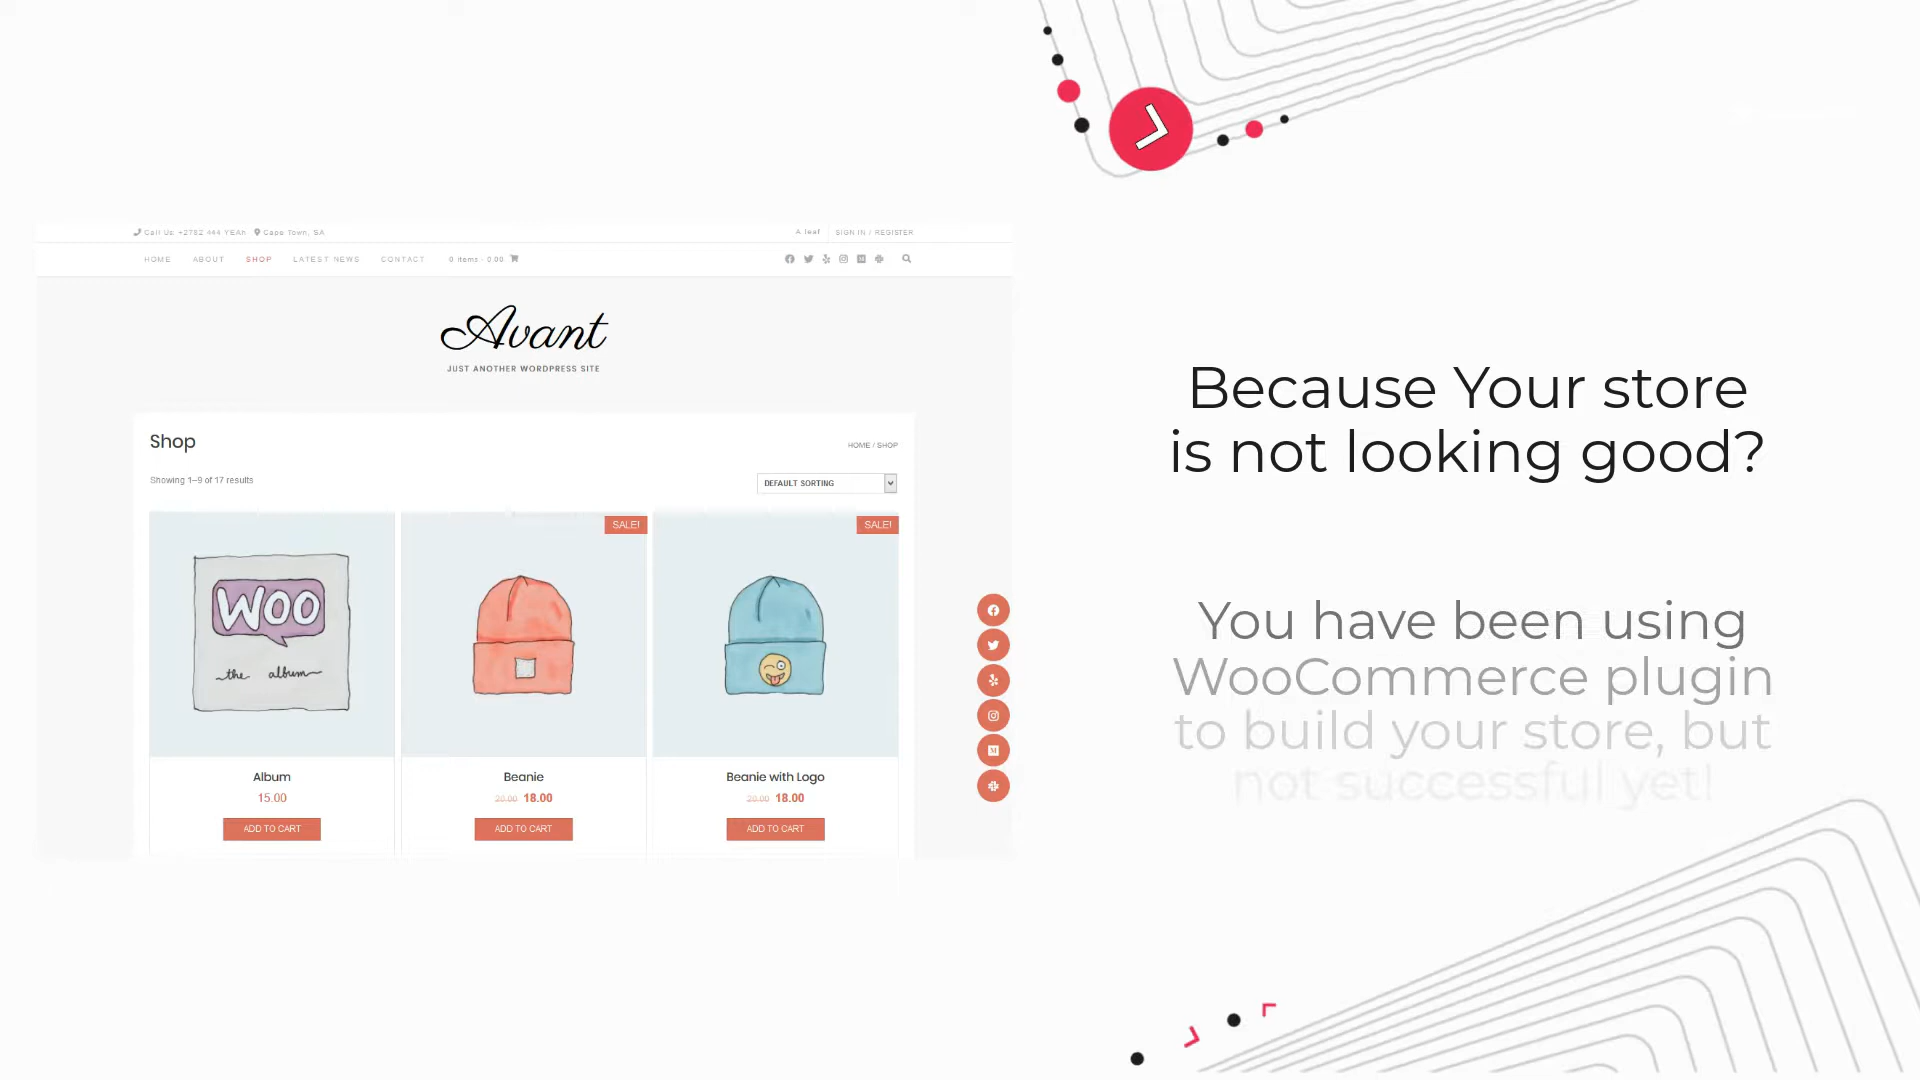 Call Us: +2782 444 YEAH Cape Town, SA
A leaf
SIGN IN / REGISTER
HOME ABOUT SHOP LATEST NEWS CONTACT 0 items - 0.00
Avant
JUST ANOTHER WORDPRESS SITE
Shop
HOME / SHOP
Showing 1–9 of 17 results
DEFAULT SORTING
SALE!
SALE!
WOO
the album
Album
15.00
ADD TO CART
Beanie
20.00 18.00
ADD TO CART
Beanie with Logo
20.00 18.00
ADD TO CART
Because Your store
is not looking good?
You have been using
WooCommerce plugin
to build your store, but
not successful yet!